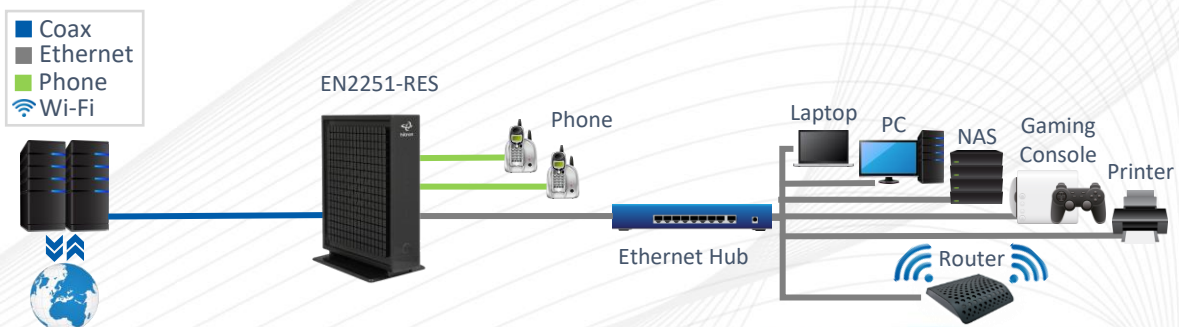 Coax
Ethernet
Phone
Wi-Fi
EN2251-RES
Phone
Ethernet Hub
Laptop
PC
NAS
Gaming
Console
Printer
Router